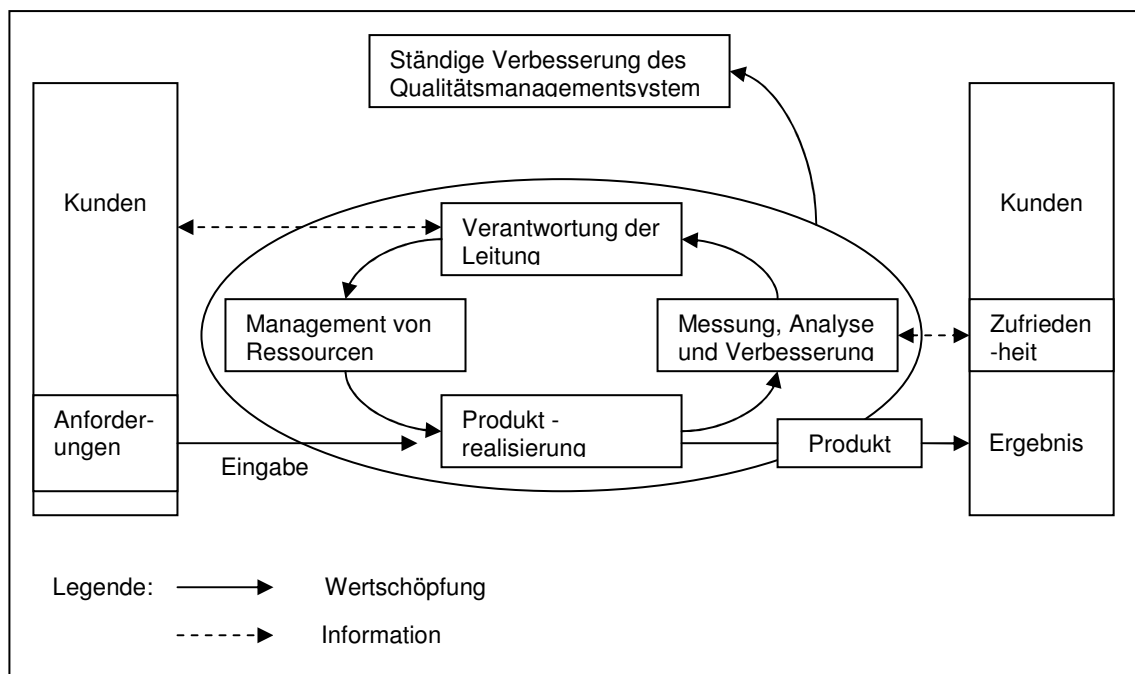 Ständige Verbesserung des
Qualitätsmanagementsystem
Kunden
Kunden
Verantwortung der
Leitung
Management von
Ressourcen
Messung, Analyse
und Verbesserung
Zufrieden
-heit
Anforder-
ungen
Eingabe
Produkt -
realisierung
Produkt
Ergebnis
Legende:
Wertschöpfung
Information